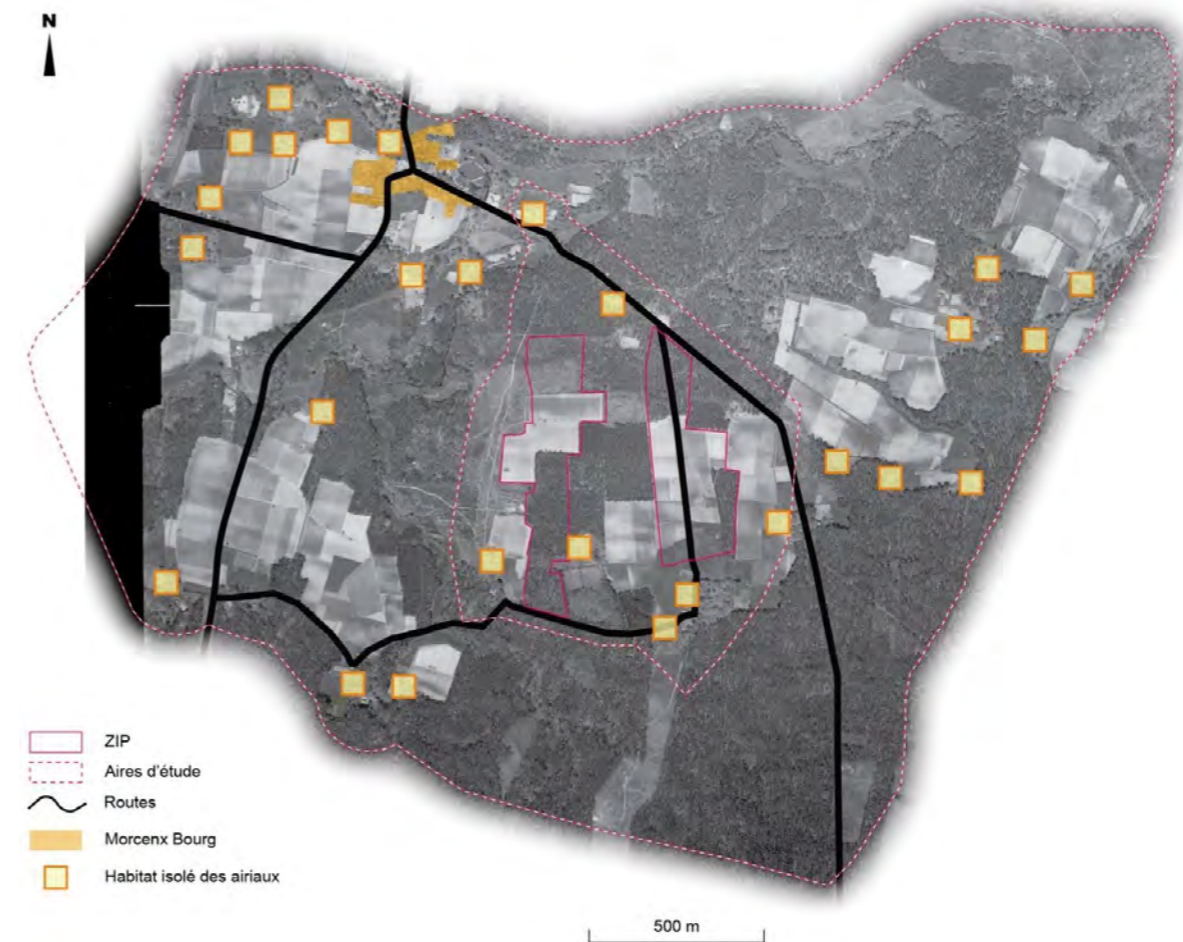 N
ZIP
Aires d'étude
Routes
Morcenx Bourg
Habitat isolé des airiaux
500 m